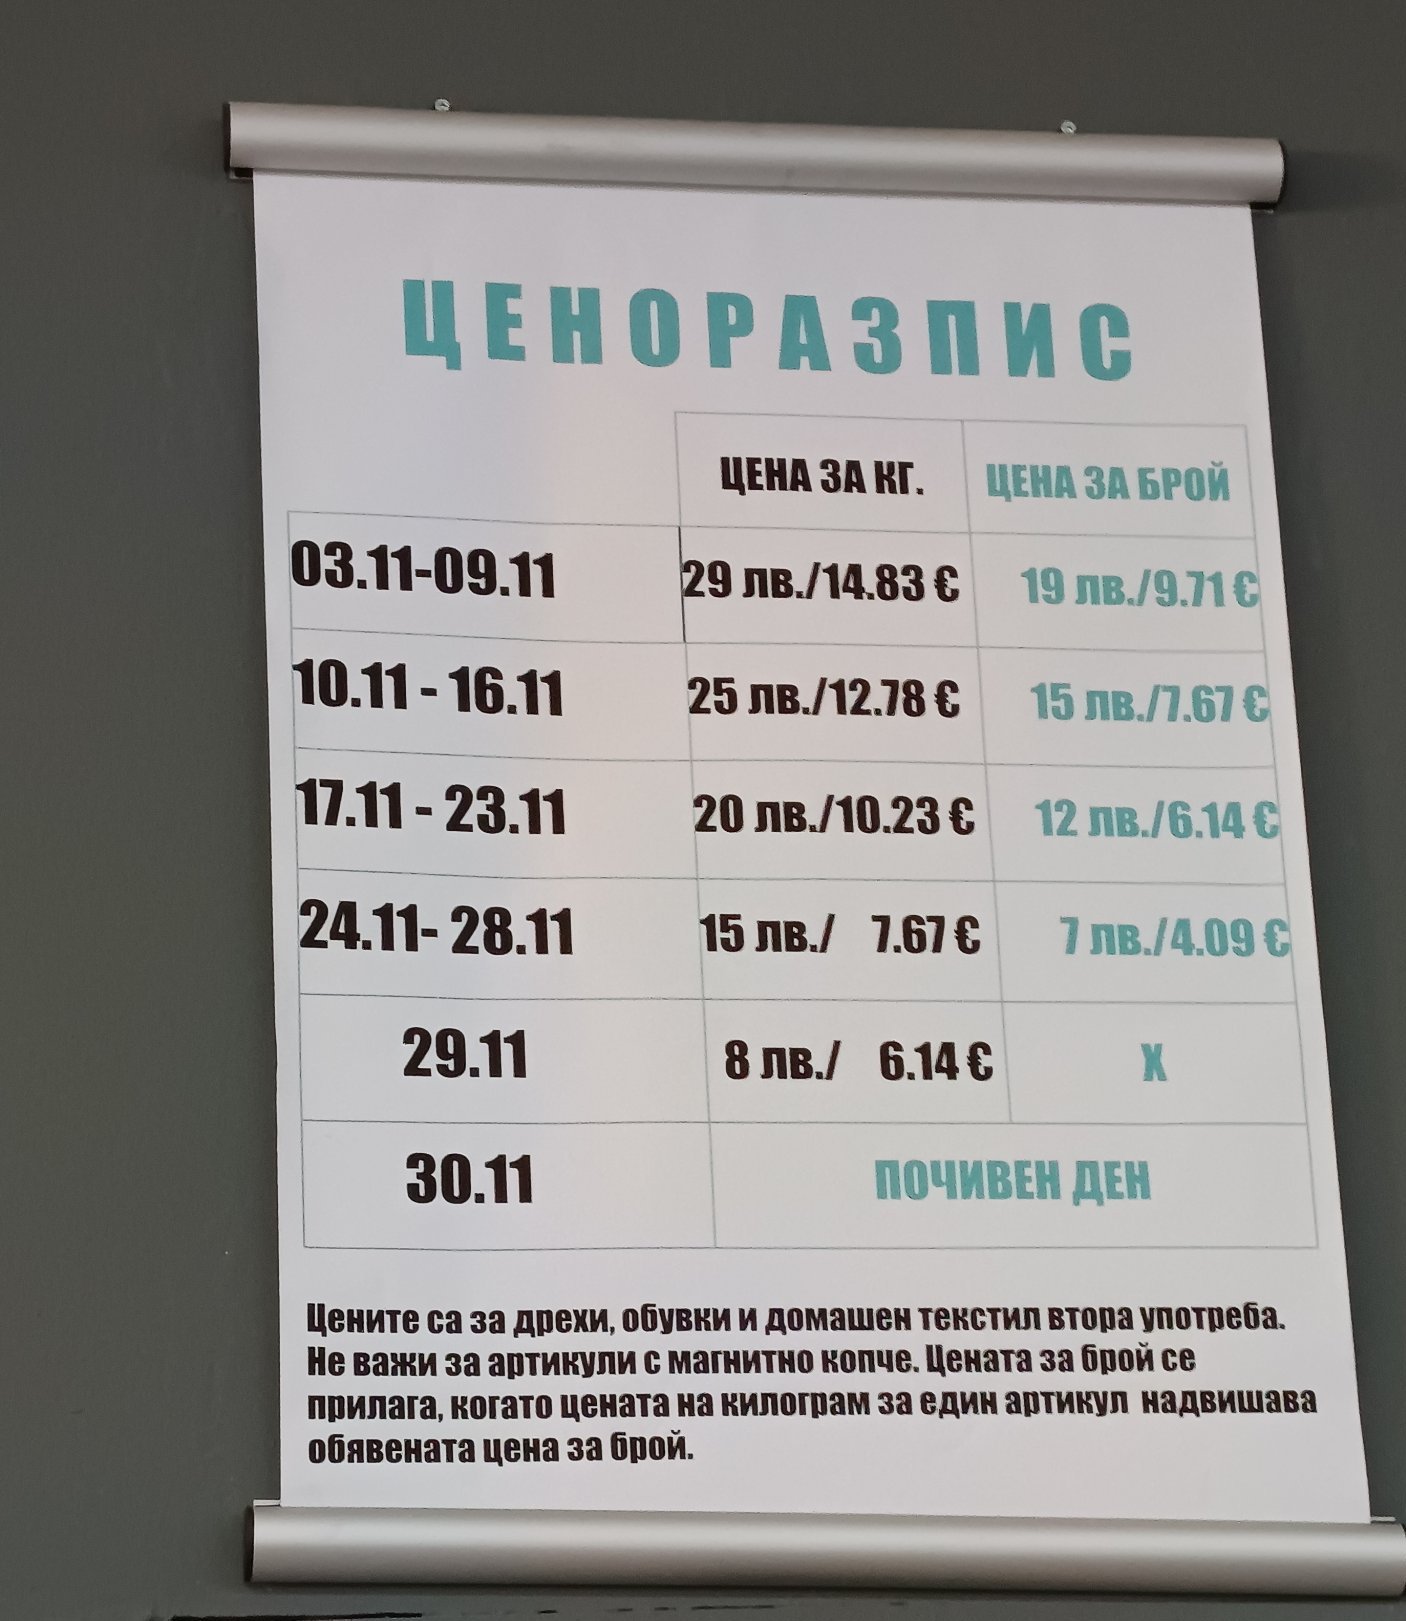 ЦЕНОРАЗПИС
ЦЕНА ЗА КГ. ЦЕНА ЗА БРОЙ
03.11-09.11 29 лв./14.83 € 19 лв./9.71 €
10.11 - 16.11 25 лв./12.78 € 15 лв./7.67 €
17.11 - 23.11 20 лв./10.23 € 12 лв./6.14 €
24.11- 28.11 15 лв./ 7.67 € 7 лв./4.09 €
29.11 8 лв./ 6.14 € X
30.11 ПОЧИВЕН ДЕН
Цените са за дрехи, обувки и домашен текстил втора употреба.
Не важи за артикули с магнитно копче. Цената за брой се
прилага, когато цената на килограм за един артикул надвишава
обявената цена за брой.